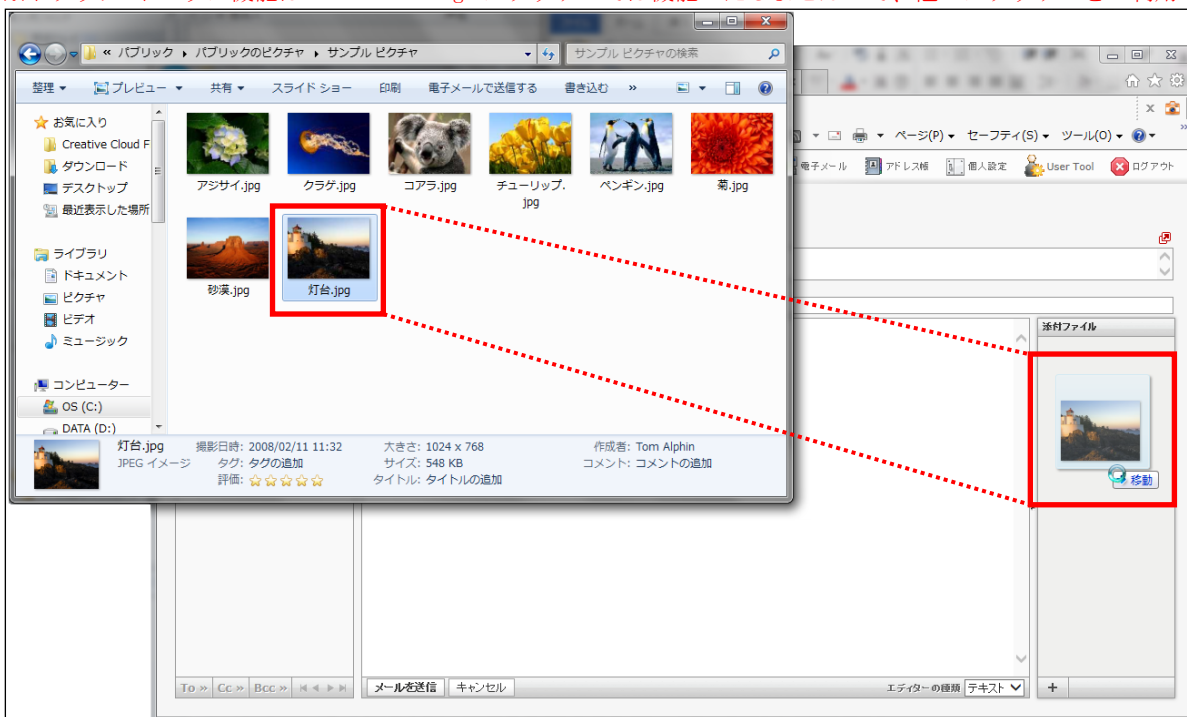 « パブリック ▸ パブリックのピクチャ ▸ サンプル ピクチャ
サンプル ピクチャの検索
整理 ▼ プレビュー ▼ 共有 ▼ スライド ショー 印刷 電子メールで送信する 書き込む »
お気に入り
Creative Cloud F
ダウンロード
デスクトップ
最近表示した場所
ライブラリ
ドキュメント
ピクチャ
ビデオ
ミュージック
コンピューター
OS (C:)
DATA (D:)
アジサイ.jpg
クラゲ.jpg
コアラ.jpg
チューリップ.
jpg
ペンギン.jpg
菊.jpg
砂漠.jpg
灯台.jpg
灯台.jpg 撮影日時: 2008/02/11 11:32 大きさ: 1024 x 768 作成者: Tom Alphin
JPEG イメージ タグ: タグの追加 サイズ: 548 KB コメント: コメントの追加
評価: ☆☆☆☆☆ タイトル: タイトルの追加
ページ(P) ▼ セーフティ(S) ▼ ツール(O) ▼
電子メール アドレス帳 個人設定 User Tool ログアウト
添付ファイル
移動
To » Cc » Bcc »
メールを送信 キャンセル
エディターの種類 テキスト
+